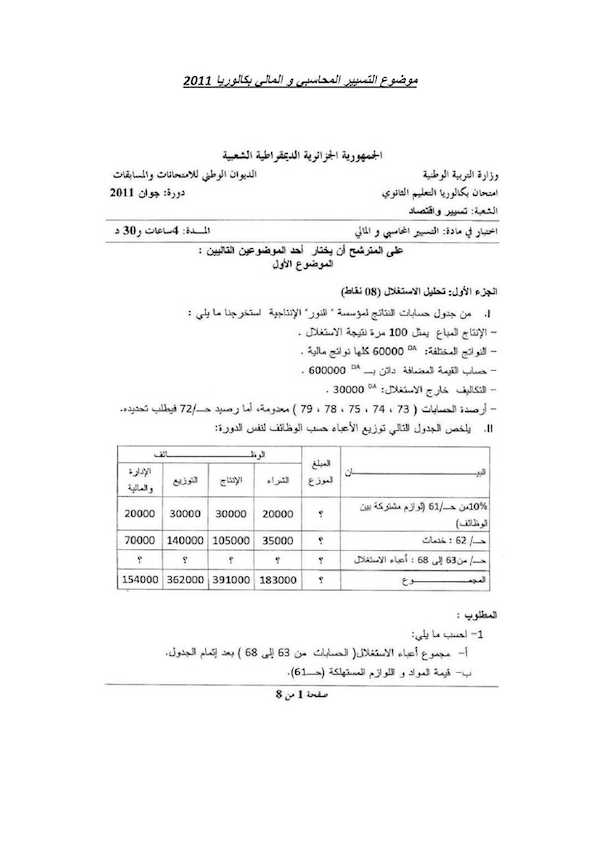 موضوع التسيير المحاسبي و المالي بكالوريا 2011
الجمهورية الجزائرية الديمقراطية الشعبية
وزارة التربية الوطنية الديوان الوطني للامتحانات والمسابقات
امتحان بكالوريا التعليم الثانوي دورة: جوان 2011
الشعبة: تسيير واقتصاد
اختبار في مادة: التسيير المحاسبي و المالي المـدة: 4ساعات و30 د
على المترشح أن يختار أحد الموضوعين التاليين :
الموضوع الأول
الجزء الأول: تحليل الاستغلال (08 نقاط)
I. من جدول حسابات النتائج لمؤسسة "النور" الإنتاجية استخرجنا ما يلي :
– الإنتاج المباع يمثل 100 مرة نتيجة الاستغلال .
– النواتج المختلفة: 60000 DA كلها نواتج مالية .
– حساب القيمة المضافة دائن بـ 600000 DA .
– التكاليف خارج الاستغلال: 30000 DA .
– أرصدة الحسابات ( 73 ، 74 ، 75 ، 78 ، 79 ) معدومة، أما رصيد حـ/72 فيطلب تحديده.
II. يلخص الجدول التالي توزيع الأعباء حسب الوظائف لنفس الدورة:
البيـــان المبلغ الموزع الوظـــائف
الشراء الإنتاج التوزيع الإدارة والمالية
10%من حـ/61 (لوازم مشتركة بين الوظائف) ؟ 20000 30000 30000 20000
حـ/ 62 : خدمات ؟ 35000 105000 140000 70000
حـ/ من63 إلى 68 : أعباء الاستغلال ؟ ؟ ؟ ؟ ؟
المجمـــوع ؟ 183000 391000 362000 154000
المطلوب :
1– احسب ما يلي:
أ– مجموع أعباء الاستغلال( الحسابات من 63 إلى 68 ) بعد إتمام الجدول.
ب– قيمة المواد و اللوازم المستهلكة (حـ/61).
صفحة 1 من 8